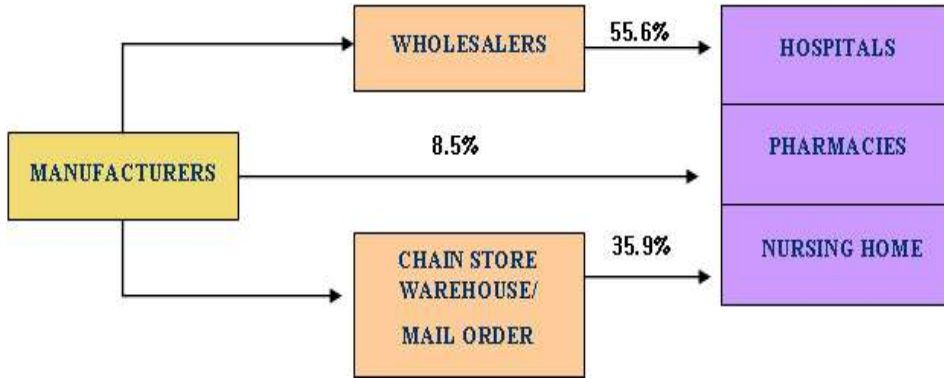 WHOLESALERS
55.6%
HOSPITALS
8.5%
PHARMACIES
MANUFACTURERS
CHAIN STORE
WAREHOUSE/
MAIL ORDER
35.9%
NURSING HOME